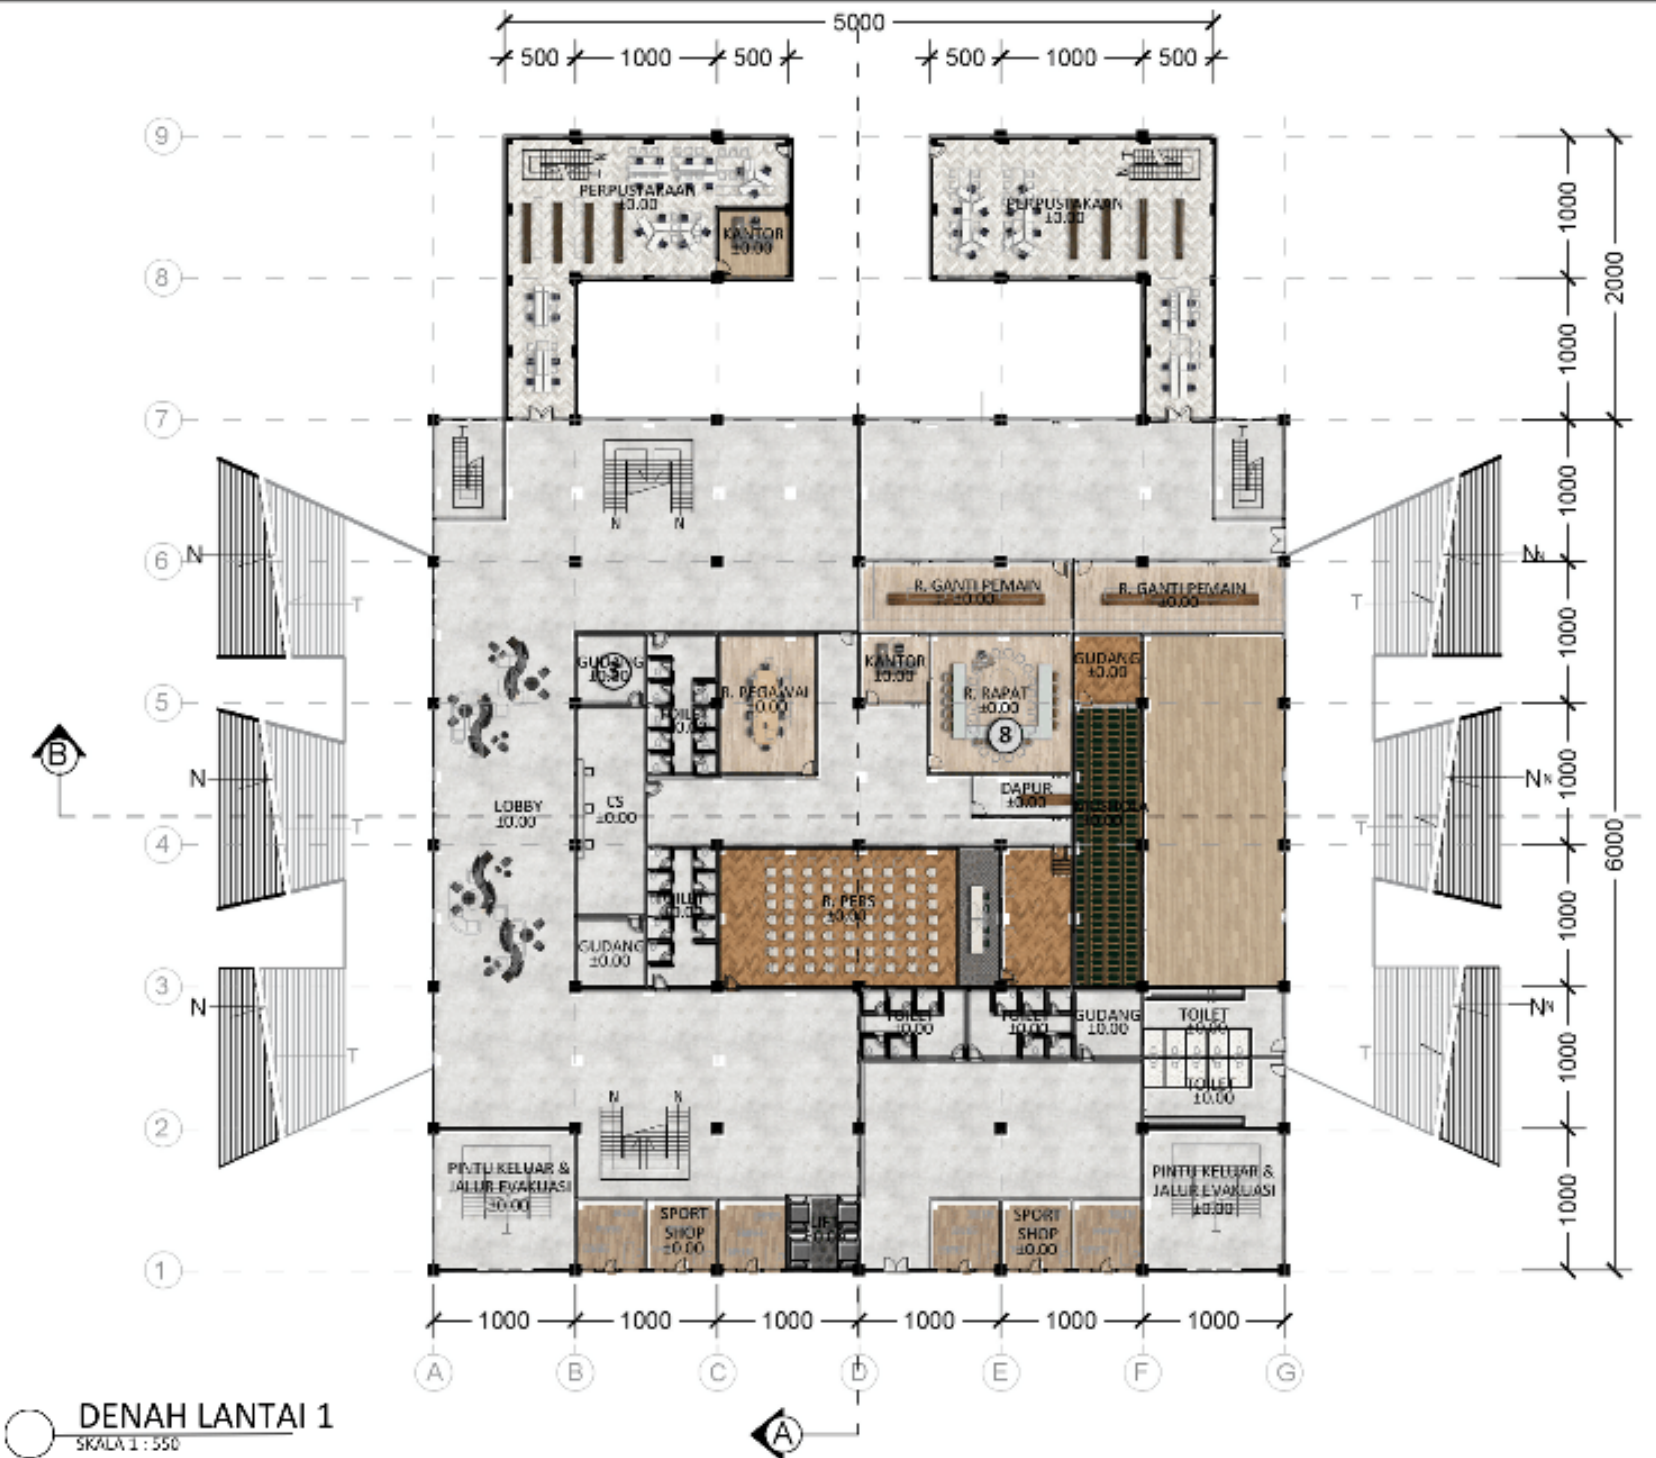 5000
500 1000 500 500 1000 500
9
PERPUSTAKAAN
±0.00
PERPUSTAKAAN
±0.00
KANTOR
±0.00
1000
8
2000
1000
7
T
T
1000
N N
6
N
N
N
T
T
R. GANTI PEMAIN
±0.00
R. GANTI PEMAIN
±0.00
1000
GUDANG
±0.00
TOILET
R. PEGAWAI
KANTOR
±0.00
R. RAPAT
±0.00
8
GUDANG
±0.00
5
B
N
N
N
1000
LOBBY
±0.00
CS
±0.00
DAPUR
±0.00
T
T
4
6000
R. PERS
±0.00
TOILET
GUDANG
±0.00
1000
3
N
N
N
TOILET
±0.00
TOILET
±0.00
GUDANG
±0.00
TOILET
±0.00
T
T
1000
TOILET
±0.00
N N
2
PINTU KELUAR &
JALUR EVAKUASI
±0.00
PINTU KELUAR &
JALUR EVAKUASI
±0.00
SPORT
SHOP
±0.00
LIFT
SPORT
SHOP
±0.00
1000
1
1000 1000 1000 1000 1000 1000
A B C D E F G
DENAH LANTAI 1
SKALA 1 : 550
A